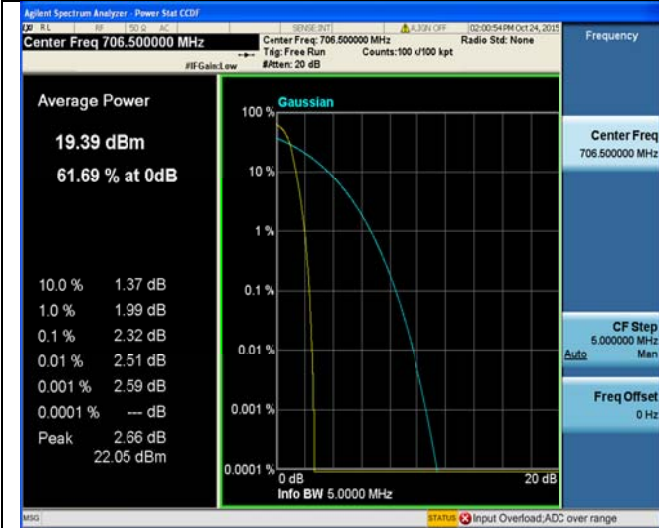 Agilent Spectrum Analyzer - Power Stat CCDF
RL RF 50 Ω AC SENSE:INT ALIGN OFF 02:00:54 PM Oct 24, 2015
Center Freq 706.500000 MHz
Center Freq: 706.500000 MHz Radio Std: None
Trig: Free Run Counts:100 k/100 kpt
#IFGain:Low #Atten: 20 dB
Frequency
Average Power
19.39 dBm
61.69 % at 0dB
10.0 % 1.37 dB
1.0 % 1.99 dB
0.1 % 2.32 dB
0.01 % 2.51 dB
0.001 % 2.59 dB
0.0001 % --- dB
Peak 2.66 dB
22.05 dBm
Gaussian
100 %
10 %
1 %
0.1 %
0.01 %
0.001 %
0.0001 %
0 dB 20 dB
Info BW 5.0000 MHz
Center Freq
706.500000 MHz
CF Step
5.000000 MHz
Auto Man
Freq Offset
0 Hz
MSG STATUS Input Overload;ADC over range